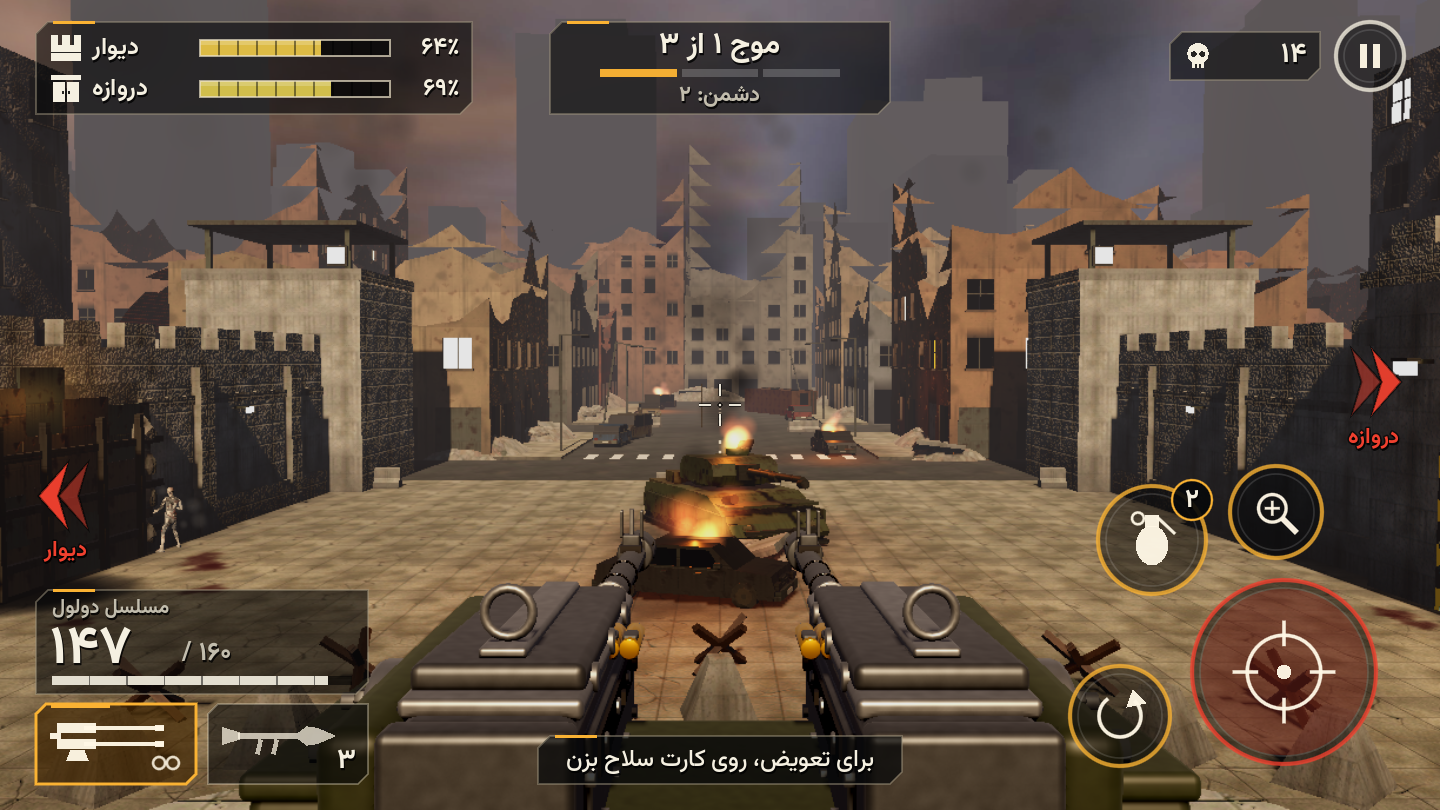 دیوار ۶۴٪
دروازه ۶۹٪
موج ۱ از ۳
دشمن: ۲
۱۴
دروازه
دیوار
۲
مسلسل دولول
۱۴۷ / ۱۶۰
∞
۳
برای تعویض، روی کارت سلاح بزن